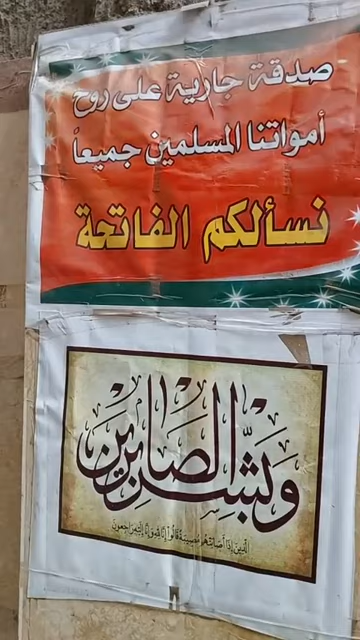 صدقة جارية على روح
أمواتنا المسلمين جميعاً
نسألكم الفاتحة
وبشر الصابرين
الذين إذا أصابتهم مصيبة قالوا إنا لله وإنا إليه راجعون